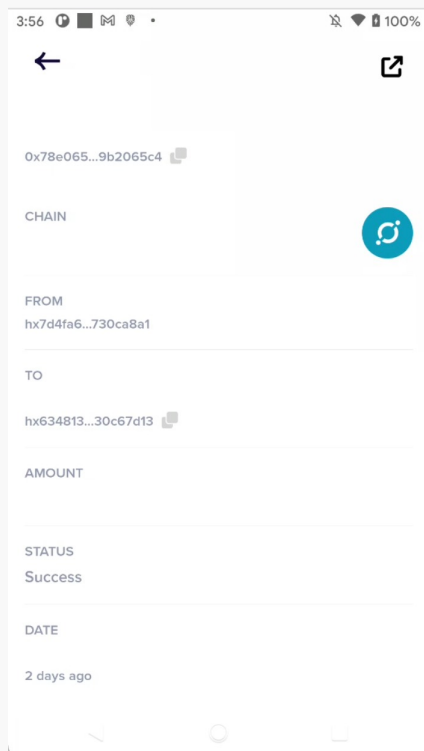 3:56 100%
0x78e065...9b2065c4
CHAIN
FROM
hx7d4fa6...730ca8a1
TO
hx634813...30c67d13
AMOUNT
STATUS
Success
DATE
2 days ago